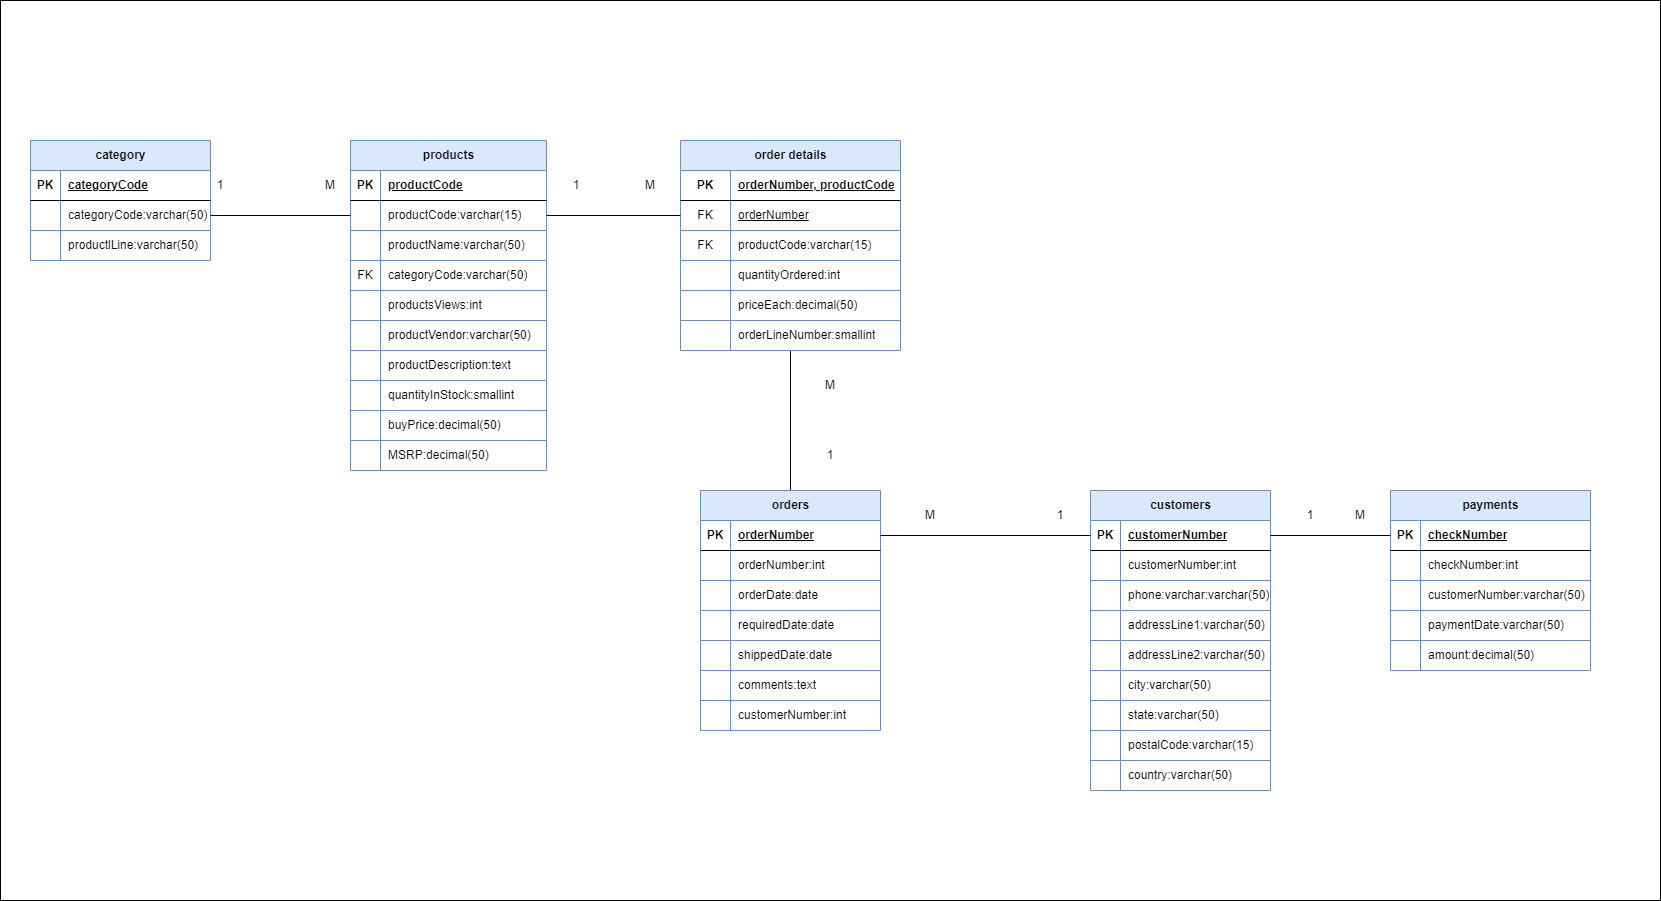 category
PK categoryCode
categoryCode:varchar(50)
productlLine:varchar(50)
1 M
products
PK productCode
productCode:varchar(15)
productName:varchar(50)
FK categoryCode:varchar(50)
productsViews:int
productVendor:varchar(50)
productDescription:text
quantityInStock:smallint
buyPrice:decimal(50)
MSRP:decimal(50)
1 M
order details
PK orderNumber, productCode
FK orderNumber
FK productCode:varchar(15)
quantityOrdered:int
priceEach:decimal(50)
orderLineNumber:smallint
M
1
orders
PK orderNumber
orderNumber:int
orderDate:date
requiredDate:date
shippedDate:date
comments:text
customerNumber:int
M 1
customers
PK customerNumber
customerNumber:int
phone:varchar:varchar(50)
addressLine1:varchar(50)
addressLine2:varchar(50)
city:varchar(50)
state:varchar(50)
postalCode:varchar(15)
country:varchar(50)
1 M
payments
PK checkNumber
checkNumber:int
customerNumber:varchar(50)
paymentDate:varchar(50)
amount:decimal(50)